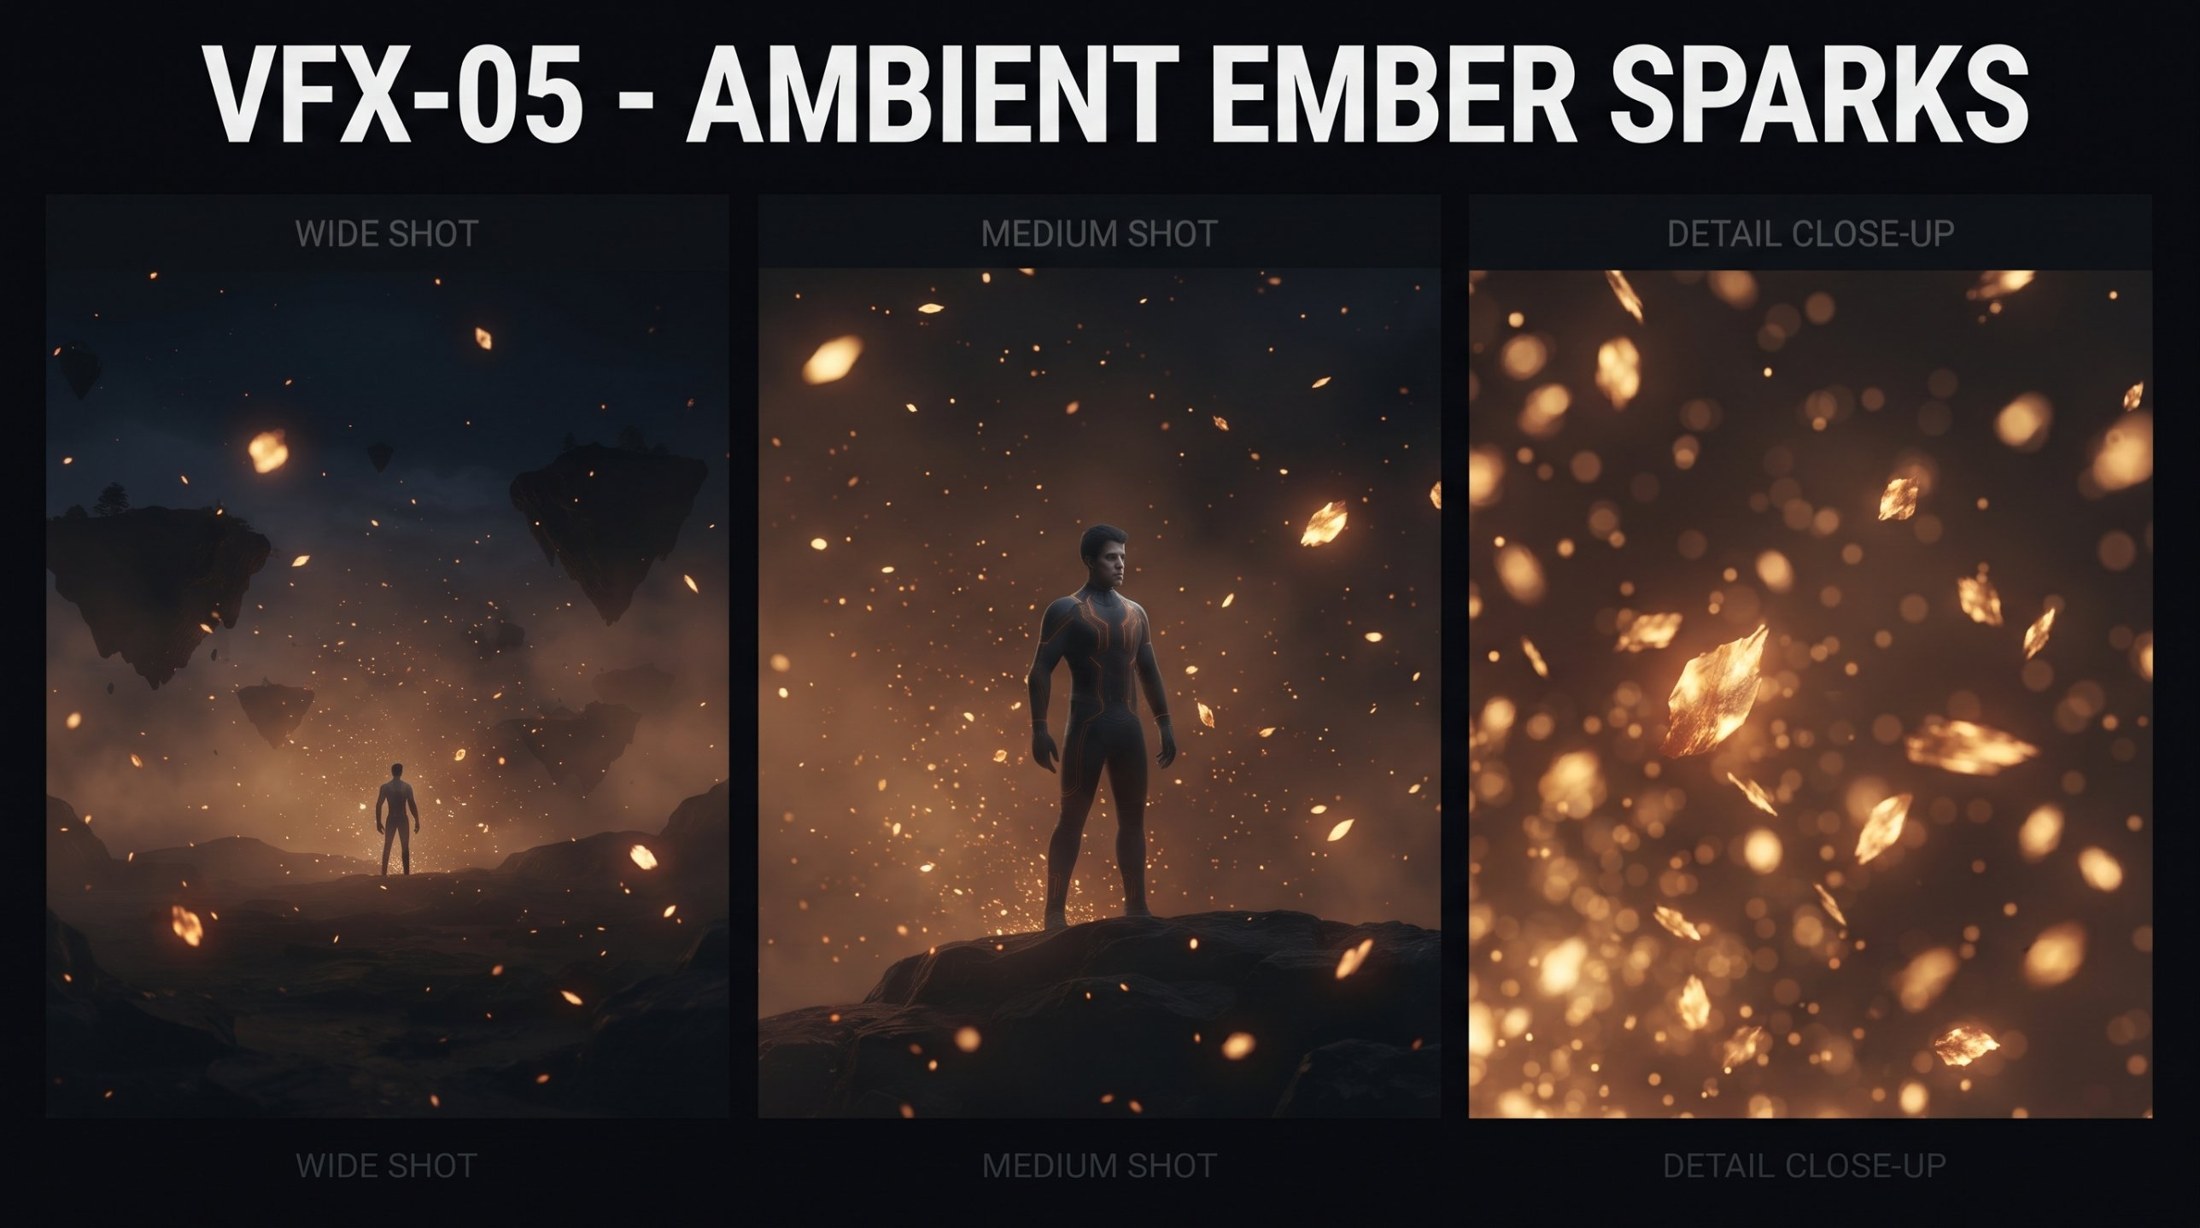 VFX-05 - AMBIENT EMBER SPARKS
WIDE SHOT
MEDIUM SHOT
DETAIL CLOSE-UP
WIDE SHOT
MEDIUM SHOT
DETAIL CLOSE-UP